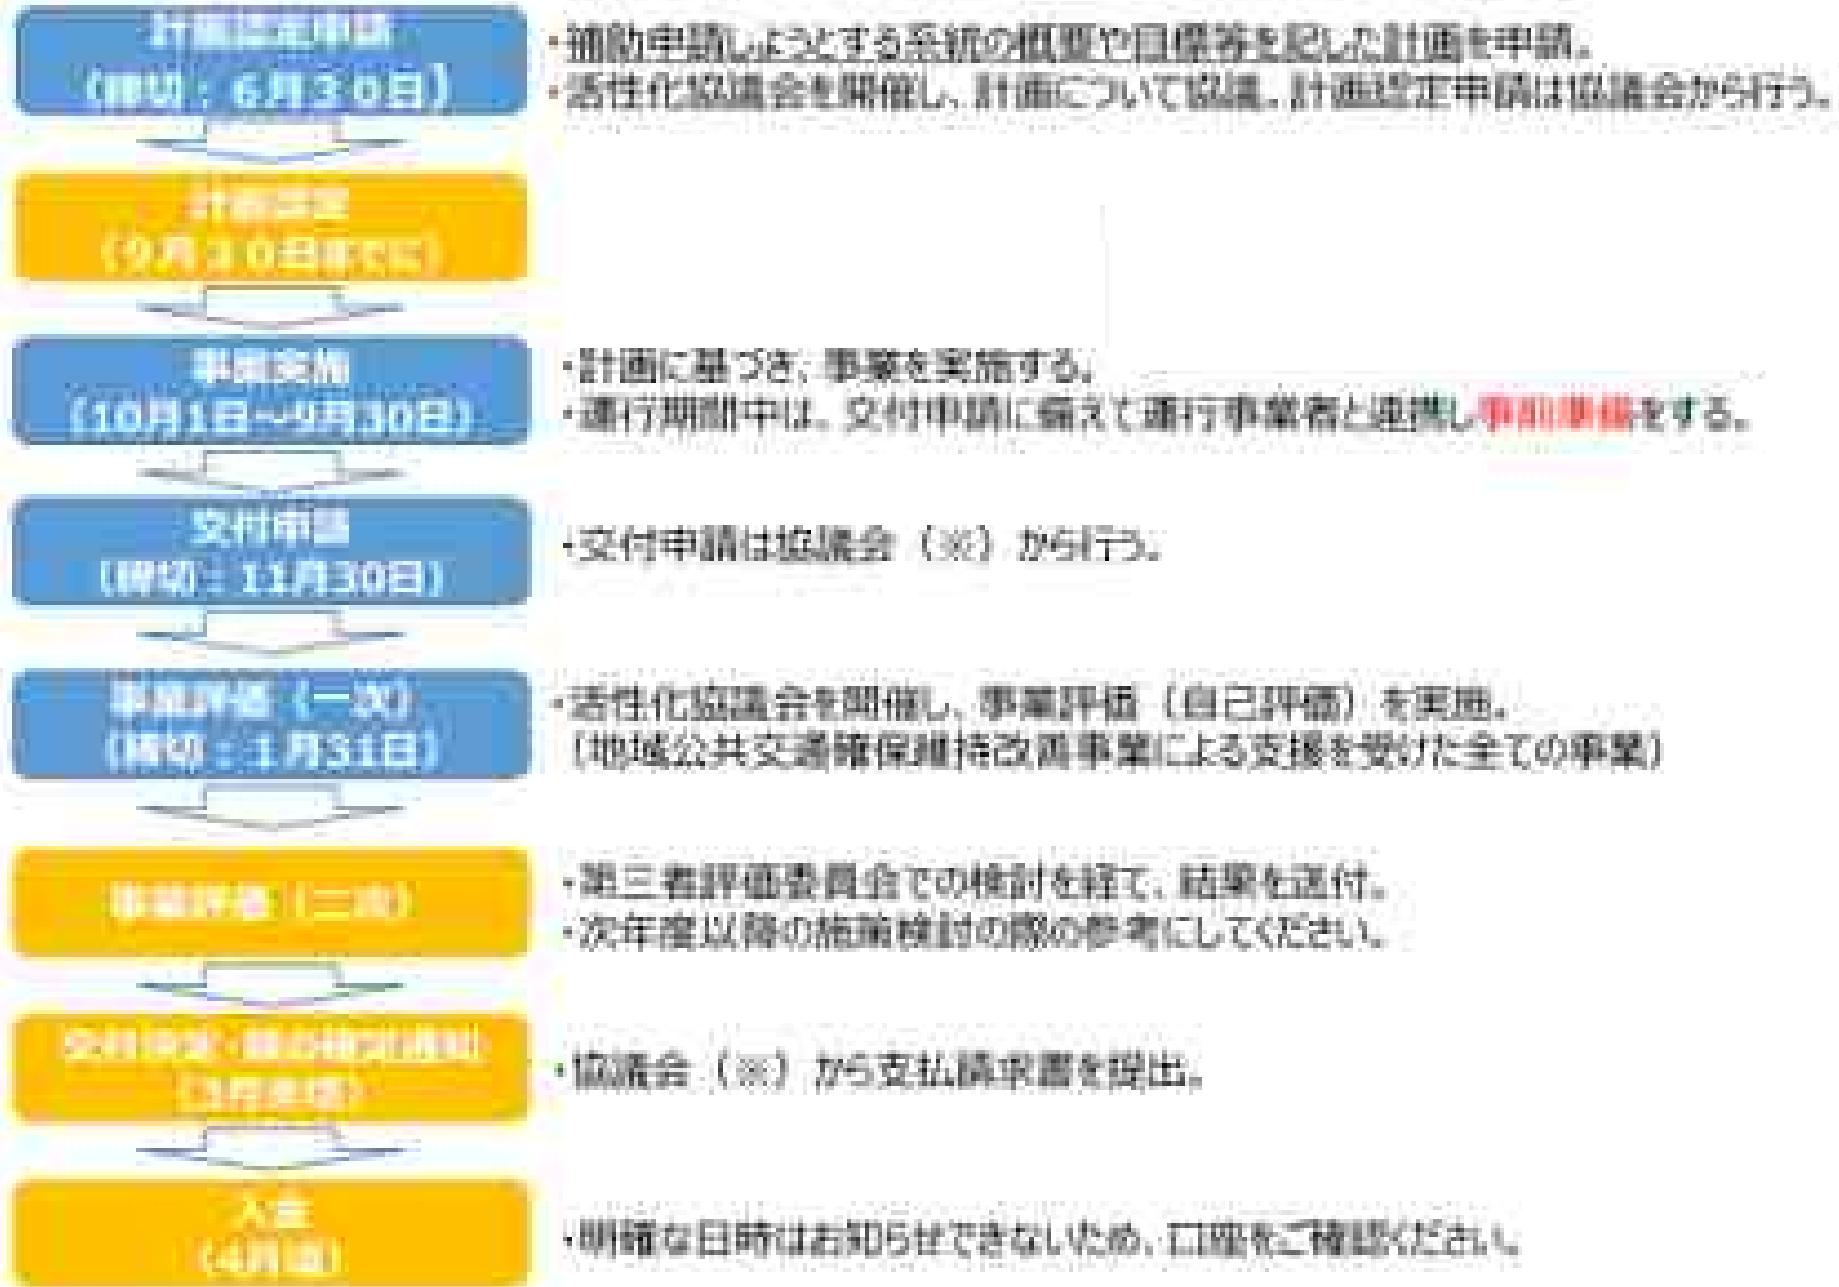 計画認定申請
（締切：6月30日）
・補助申請しようとする系統の概要や目標等を記した計画を申請。
・活性化協議会を開催し、計画について協議。計画認定申請は協議会から行う。
計画認定
（9月30日までに）
事業実施
（10月1日～9月30日）
・計画に基づき、事業を実施する。
・運行期間中は、交付申請に備えて運行事業者と連携し事前準備をする。
交付申請
（締切：11月30日）
・交付申請は協議会（※）から行う。
事業評価（一次）
（締切：1月31日）
・活性化協議会を開催し、事業評価（自己評価）を実施。
（地域公共交通確保維持改善事業による支援を受けた全ての事業）
事業評価（二次）
・第三者評価委員会での検討を経て、結果を送付。
・次年度以降の施策検討の際の参考にしてください。
・協議会（※）から支払請求書を提出。
入金
（4月頃）
・明確な日時はお知らせできないため、口座をご確認ください。